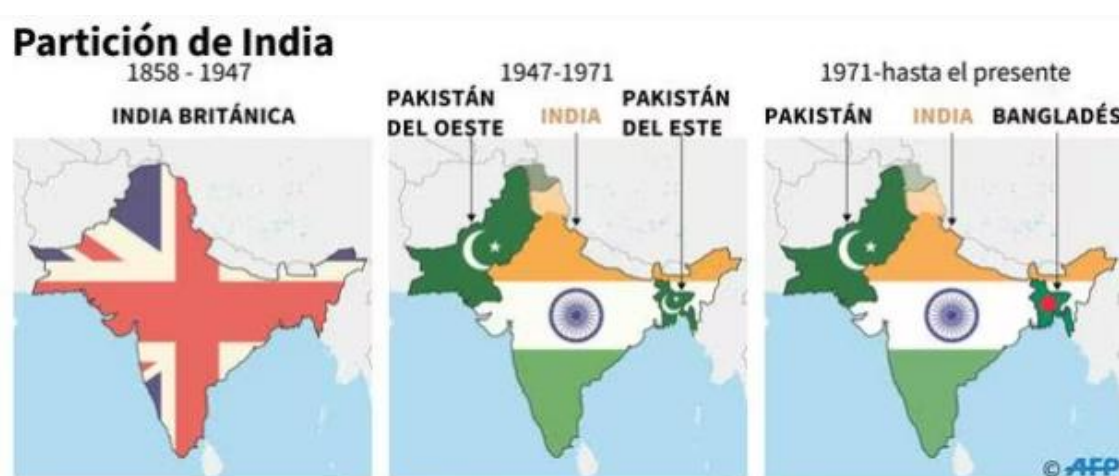 Partición de India
1858 - 1947
INDIA BRITÁNICA
1947-1971
PAKISTÁN
DEL OESTE
INDIA
PAKISTÁN
DEL ESTE
1971-hasta el presente
PAKISTÁN
INDIA
BANGLADÉS
© AFP